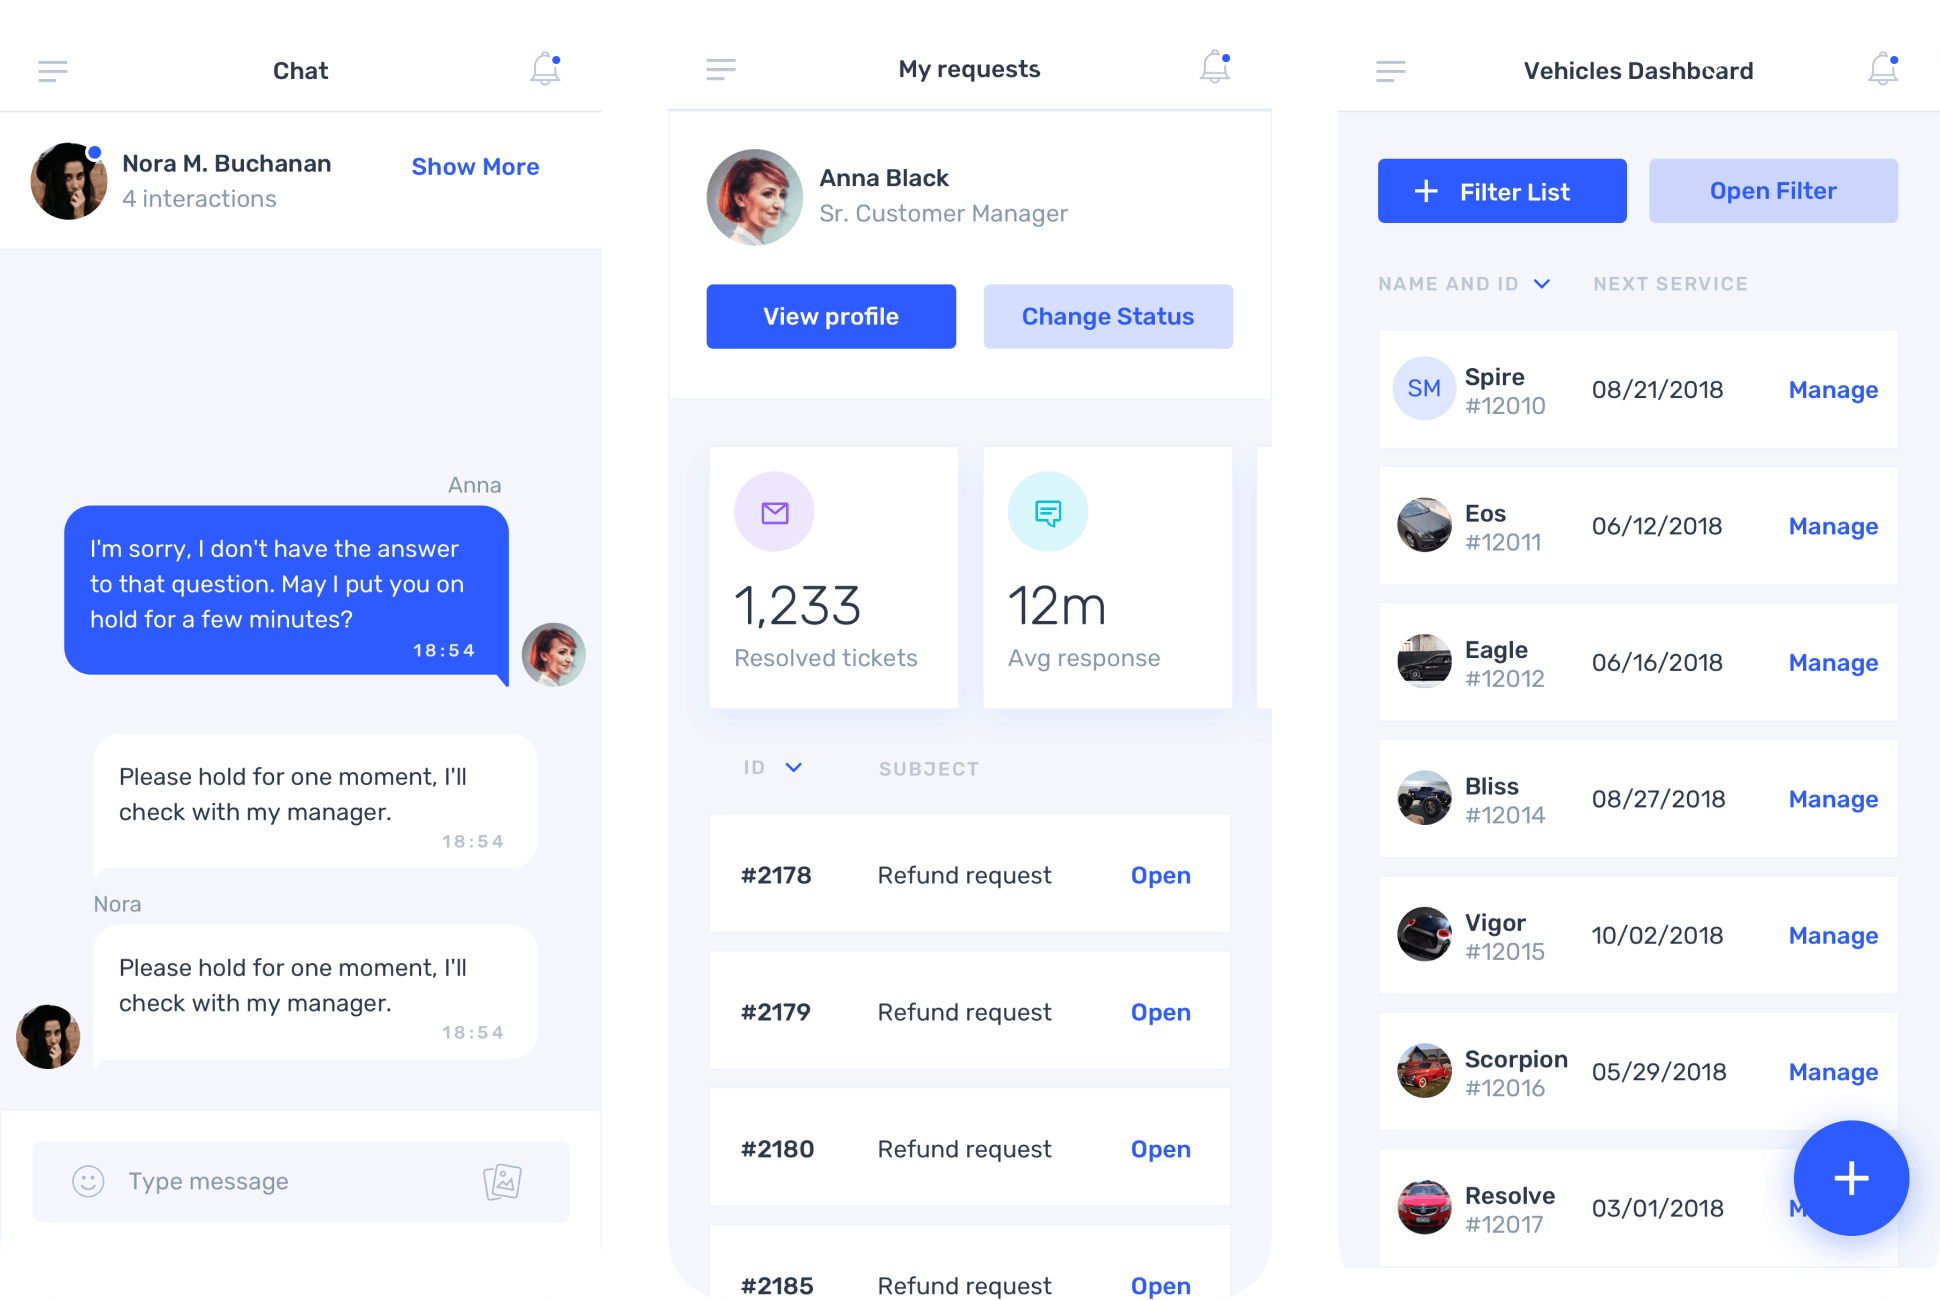 Chat
Nora M. Buchanan
4 interactions
Show More
Anna
I'm sorry, I don't have the answer
to that question. May I put you on
hold for a few minutes?
18:54
Please hold for one moment, I'll
check with my manager.
18:54
Nora
Please hold for one moment, I'll
check with my manager.
18:54
Type message
My requests
Anna Black
Sr. Customer Manager
View profile
Change Status
1,233
Resolved tickets
12m
Avg response
ID
SUBJECT
#2178 Refund request Open
#2179 Refund request Open
#2180 Refund request Open
#2185 Refund request Open
Vehicles Dashboard
Filter List
Open Filter
NAME AND ID
NEXT SERVICE
SM
Spire
#12010
08/21/2018
Manage
Eos
#12011
06/12/2018
Manage
Eagle
#12012
06/16/2018
Manage
Bliss
#12014
08/27/2018
Manage
Vigor
#12015
10/02/2018
Manage
Scorpion
#12016
05/29/2018
Manage
Resolve
#12017
03/01/2018